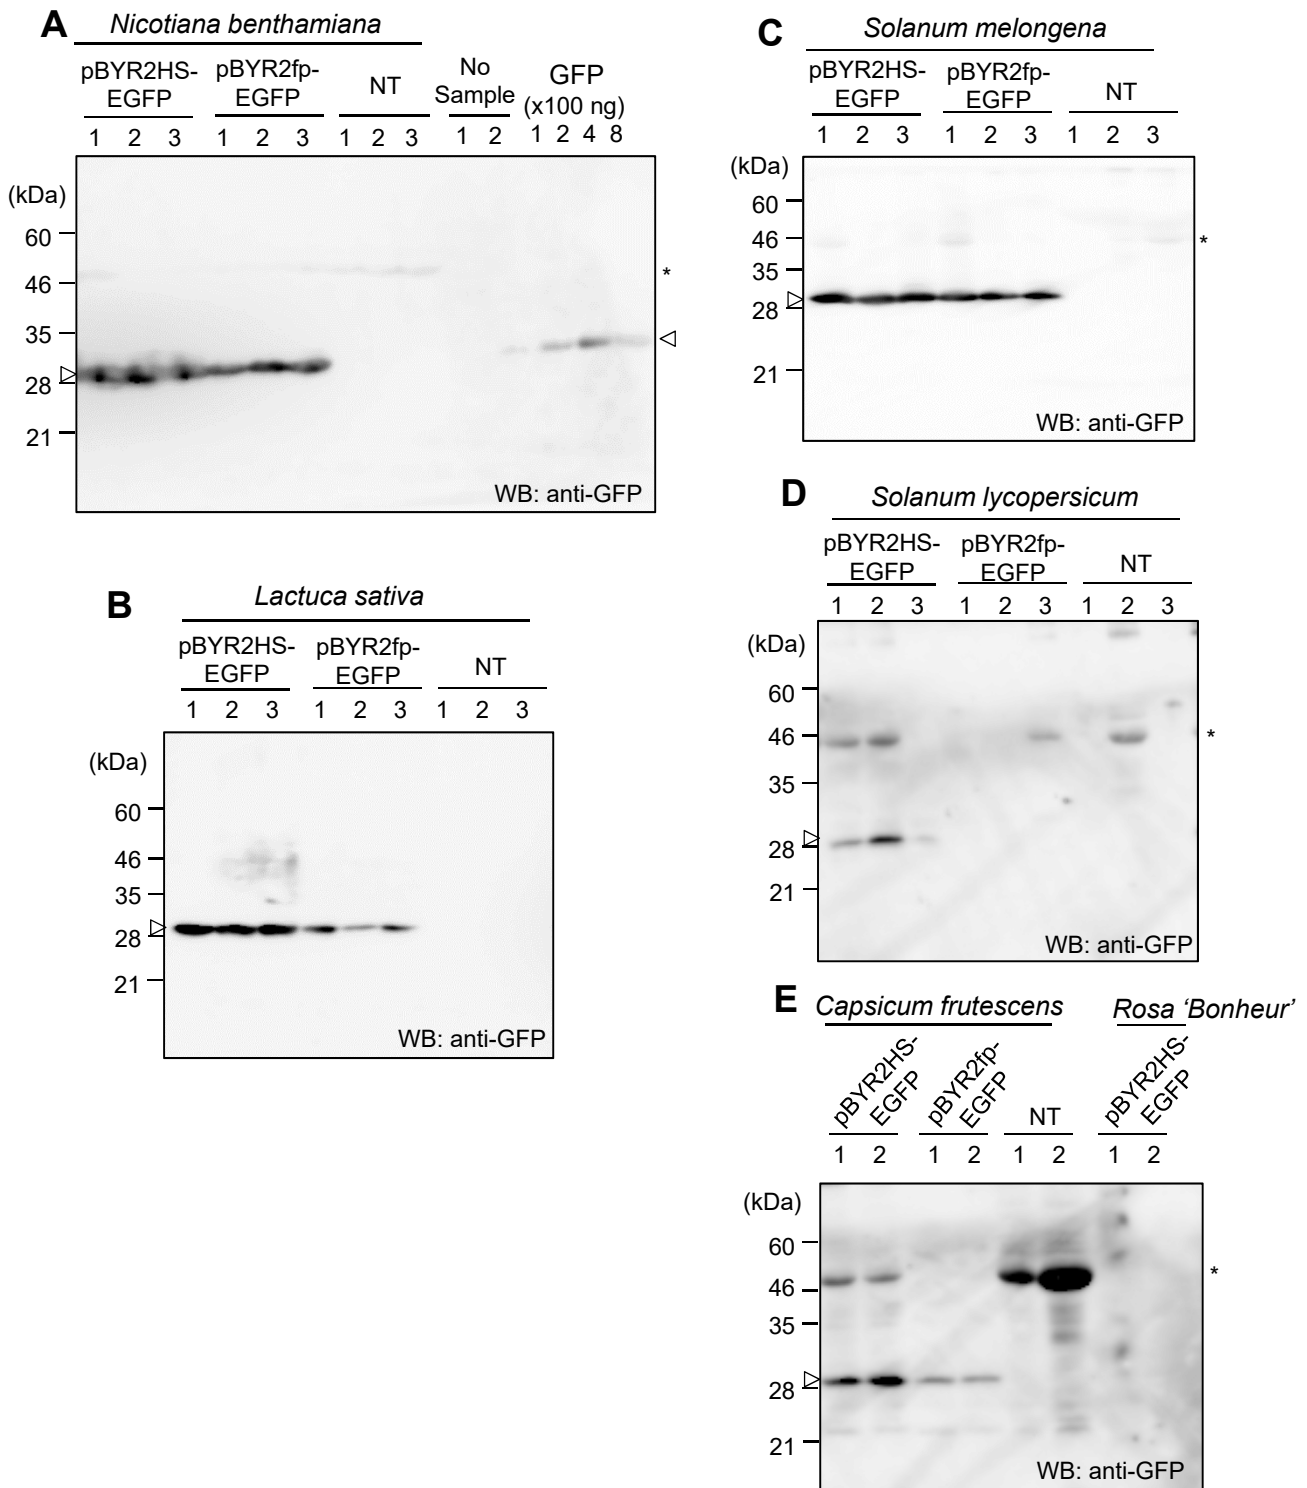 A
Nicotiana benthamiana
pBYR2HS-
EGFP
pBYR2fp-
EGFP
NT
No
Sample
GFP
(x100 ng)
1 2 3 1 2 3 1 2 3 1 2 1 2 4 8
(kDa)
60
46
35
28
21
*
WB: anti-GFP
B
Lactuca sativa
pBYR2HS-
EGFP
pBYR2fp-
EGFP
NT
1 2 3 1 2 3 1 2 3
(kDa)
60
46
35
28
21
WB: anti-GFP
C
Solanum melongena
pBYR2HS-
EGFP
pBYR2fp-
EGFP
NT
1 2 3 1 2 3 1 2 3
(kDa)
60
46
35
28
21
*
WB: anti-GFP
D
Solanum lycopersicum
pBYR2HS-
EGFP
pBYR2fp-
EGFP
NT
1 2 3 1 2 3 1 2 3
(kDa)
60
46
35
28
21
*
WB: anti-GFP
E
Capsicum frutescens
Rosa 'Bonheur'
pBYR2HS-
EGFP
pBYR2fp-
EGFP
NT
pBYR2HS-
EGFP
1 2 1 2 1 2 1 2
(kDa)
60
46
35
28
21
*
WB: anti-GFP